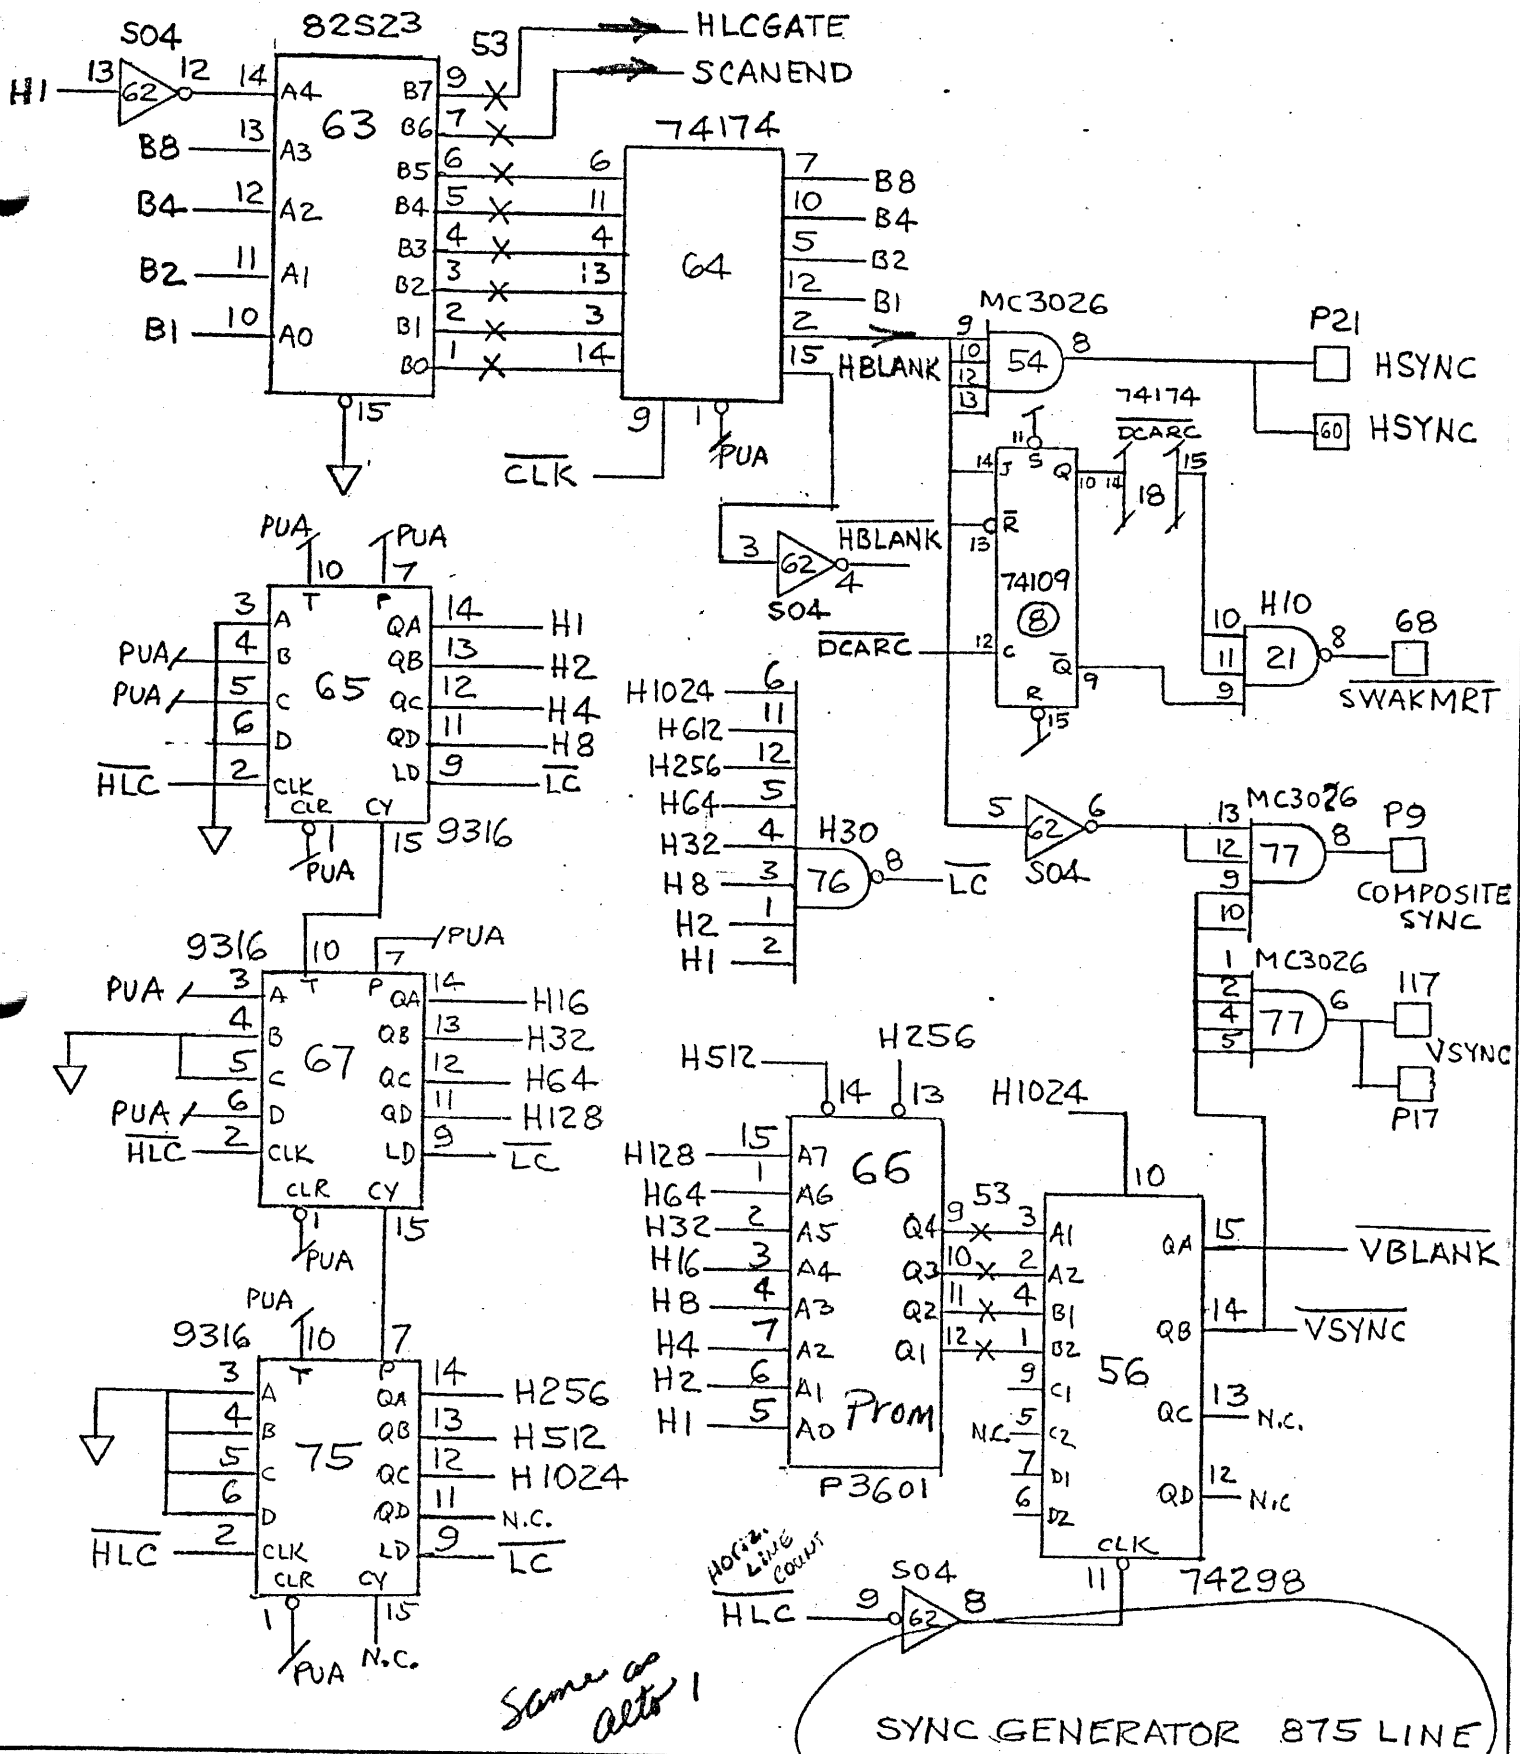 82S23
S04
53
HLCGATE
SCANEND
H1 13 62 12 14 A4 63 B7 9
B8 13 A3 B6 7
B5 6
B4 12 A2 B4 5
B3 4
B2 11 A1 B2 3
B1 2
B1 10 A0 B0 1
15
74174
64
6 7 B8
11 10 B4
4 5 B2
13 12 B1
3 2 HBLANK
14 15
9 1 PUA
CLK
3 62 4 HBLANK
S04
MC3026
9 10 12 13 54 8
P21 HSYNC
60 HSYNC
74174
DCARC
11 S
14 J Q 10 14 18 15
R 13
74109
8
DCARC 12 C
Q 9
R 15
H10
10 11 9 21 8
68
SWAKMRT
PUA PUA
10 7
T P
3 A QA 14 H1
PUA 4 B QB 13 H2
PUA 5 C 65 QC 12 H4
6 D QD 11 H8
HLC 2 CLK LD 9 LC
CLR CY
1 15 9316
PUA
H1024 6
H612 11
H256 12
H64 5
H32 4 H30
H8 3 76 8 LC
H2 1
H1 2
5 62 6
S04
MC3026
13 12 9 10 77 8
P9
COMPOSITE
SYNC
MC3026
1 2 4 5 77 6
117
VSYNC
P17
9316 10 7 PUA
T P
PUA 3 A QA 14 H16
4 B QB 13 H32
5 C 67 QC 12 H64
PUA 6 D QD 11 H128
HLC 2 CLK LD 9 LC
CLR CY
1 15
PUA
H512 H256
14 13
H128 15 A7 66
H64 1 A6
H32 2 A5 Q4 9
H16 3 A4 Q3 10
H8 4 A3 Q2 11
H4 7 A2 Q1 12
H2 6 A1
H1 5 A0 Prom
P3601
53
H1024
10
3 A1 QA 15 VBLANK
2 A2
4 B1 QB 14 VSYNC
1 B2 56
9 C1 QC 13 N.C.
N.C. 5 C2
7 D1 QD 12 N.C
6 D2
CLK
11 74298
PUA
9316 10 7
T P
3 A QA 14 H256
4 B QB 13 H512
5 C 75 QC 12 H1024
6 D QD 11 N.C.
HLC 2 CLK LD 9 LC
CLR CY
1 15
PUA N.C.
Horiz.
LINE
COUNT
HLC 9 62 8
S04
Same as
alto 1
SYNC GENERATOR 875 LINE